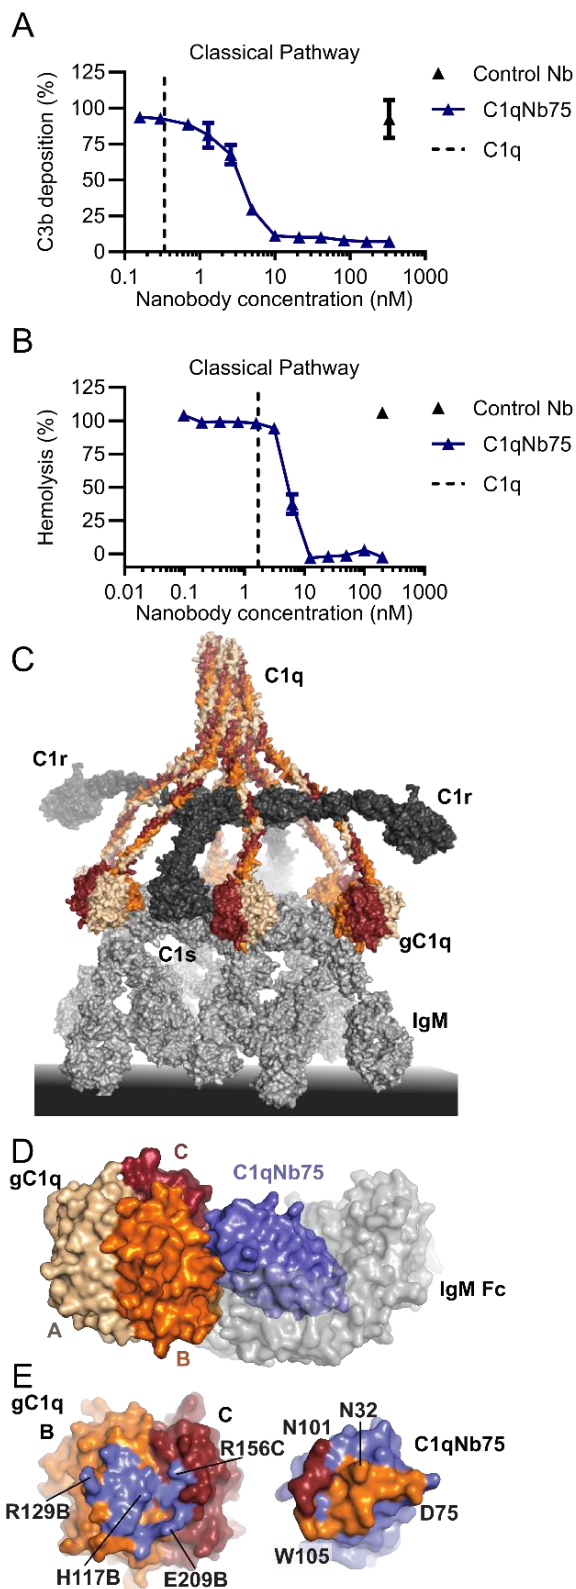 A
Classical Pathway
C3b deposition (%)
125
100
75
50
25
0
0.1
1
10
100
1000
Nanobody concentration (nM)
Control Nb
C1qNb75
C1q
B
Classical Pathway
Hemolysis (%)
125
100
75
50
25
0
0.01
0.1
1
10
100
1000
Nanobody concentration (nM)
Control Nb
C1qNb75
C1q
C
C1q
C1r
C1r
gC1q
C1s
IgM
D
gC1q
C
C1qNb75
IgM Fc
A
B
E
gC1q
B
C
R156C
R129B
H117B
E209B
N32
N101
C1qNb75
D75
W105